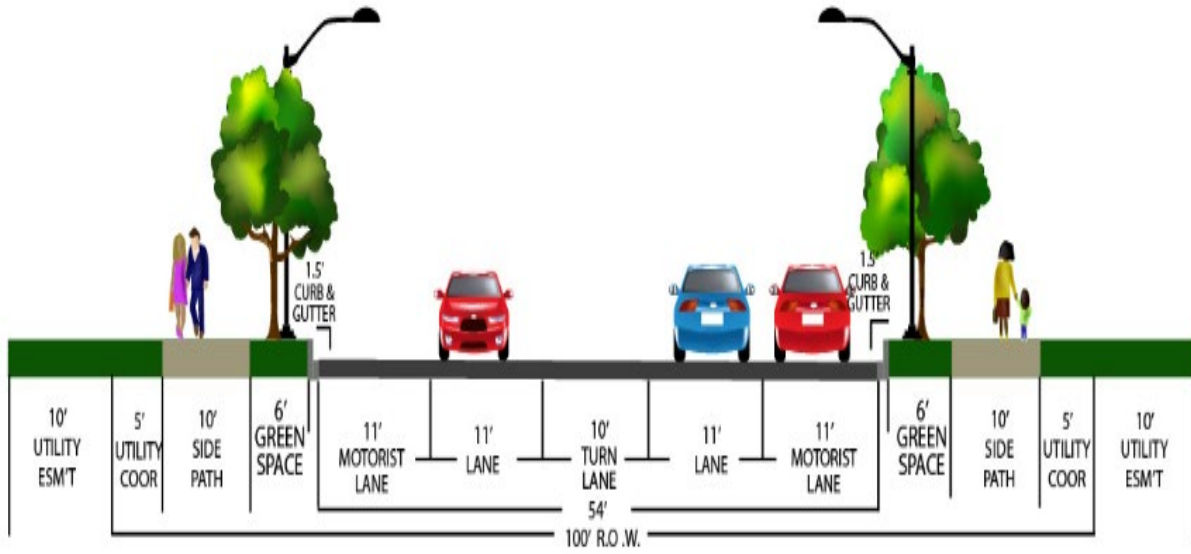 1.5'
CURB &
GUTTER
1.5'
CURB &
GUTTER
10'
UTILITY
ESM'T
5'
UTILITY
COOR
10'
SIDE
PATH
6'
GREEN
SPACE
11'
MOTORIST
LANE
11'
LANE
10'
TURN
LANE
11'
LANE
11'
MOTORIST
LANE
6'
GREEN
SPACE
10'
SIDE
PATH
5'
UTILITY
COOR
10'
UTILITY
ESM'T
54'
100' R.O .W.